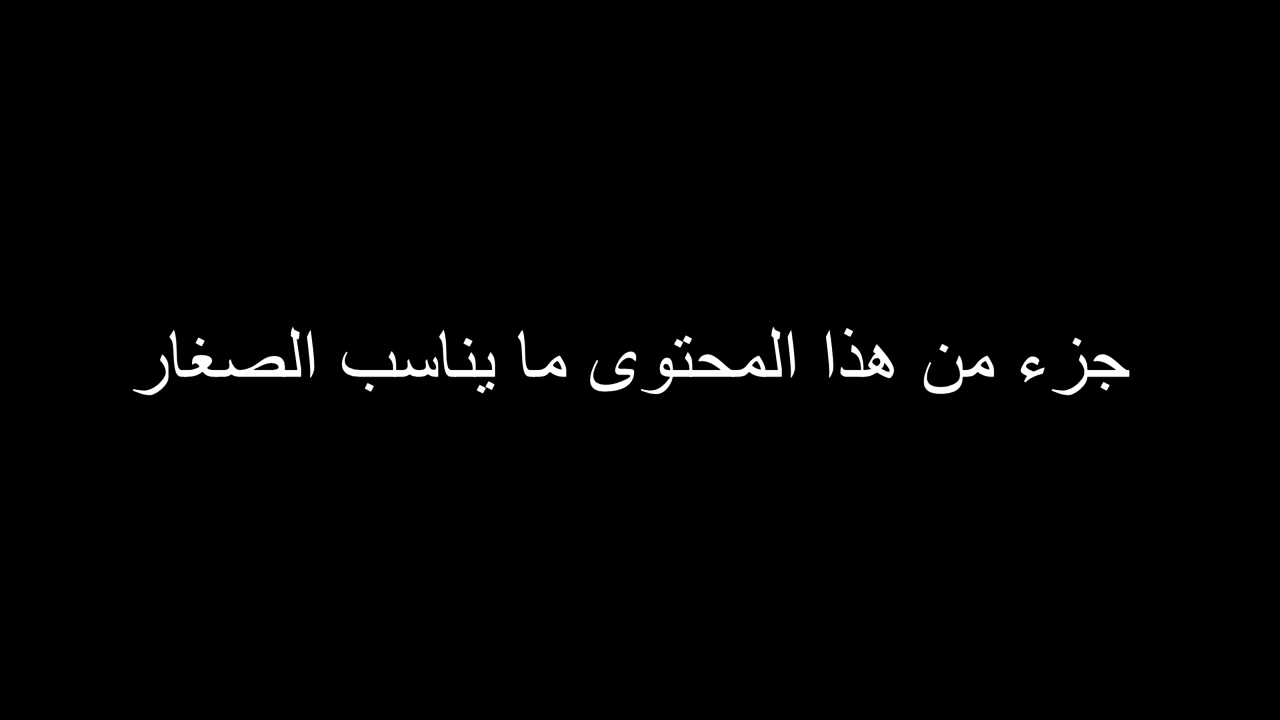 جزء من هذا المحتوى ما يناسب الصغار